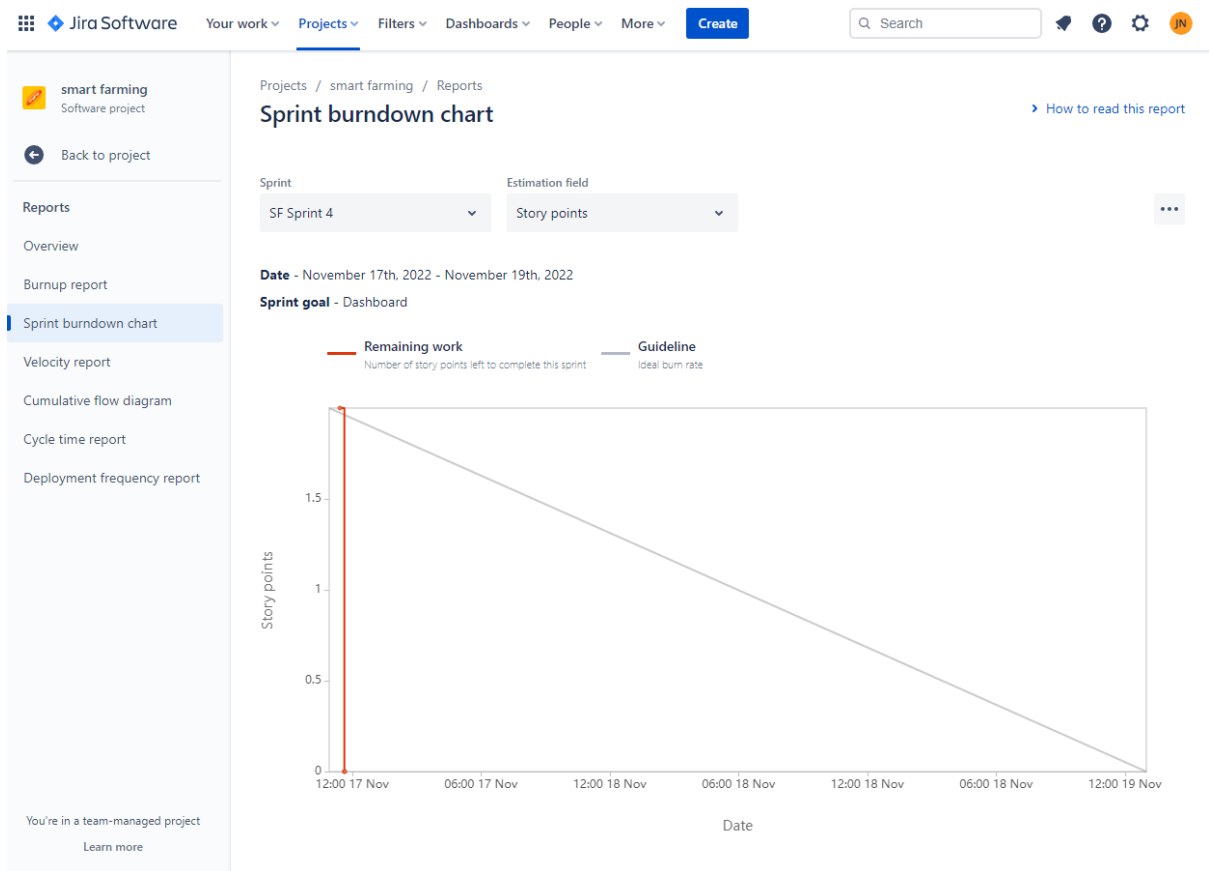 Jira Software Your work Projects Filters Dashboards People More Create Search JN
smart farming
Software project
Back to project
Reports
Overview
Burnup report
Sprint burndown chart
Velocity report
Cumulative flow diagram
Cycle time report
Deployment frequency report
You're in a team-managed project
Learn more
Projects / smart farming / Reports
Sprint burndown chart
How to read this report
Sprint Estimation field
SF Sprint 4 Story points
Date - November 17th, 2022 - November 19th, 2022
Sprint goal - Dashboard
Remaining work Guideline
Number of story points left to complete this sprint Ideal burn rate
1.5
1
0.5
0
Story points
12:00 17 Nov 06:00 17 Nov 12:00 18 Nov 06:00 18 Nov 12:00 18 Nov 06:00 18 Nov 12:00 19 Nov
Date